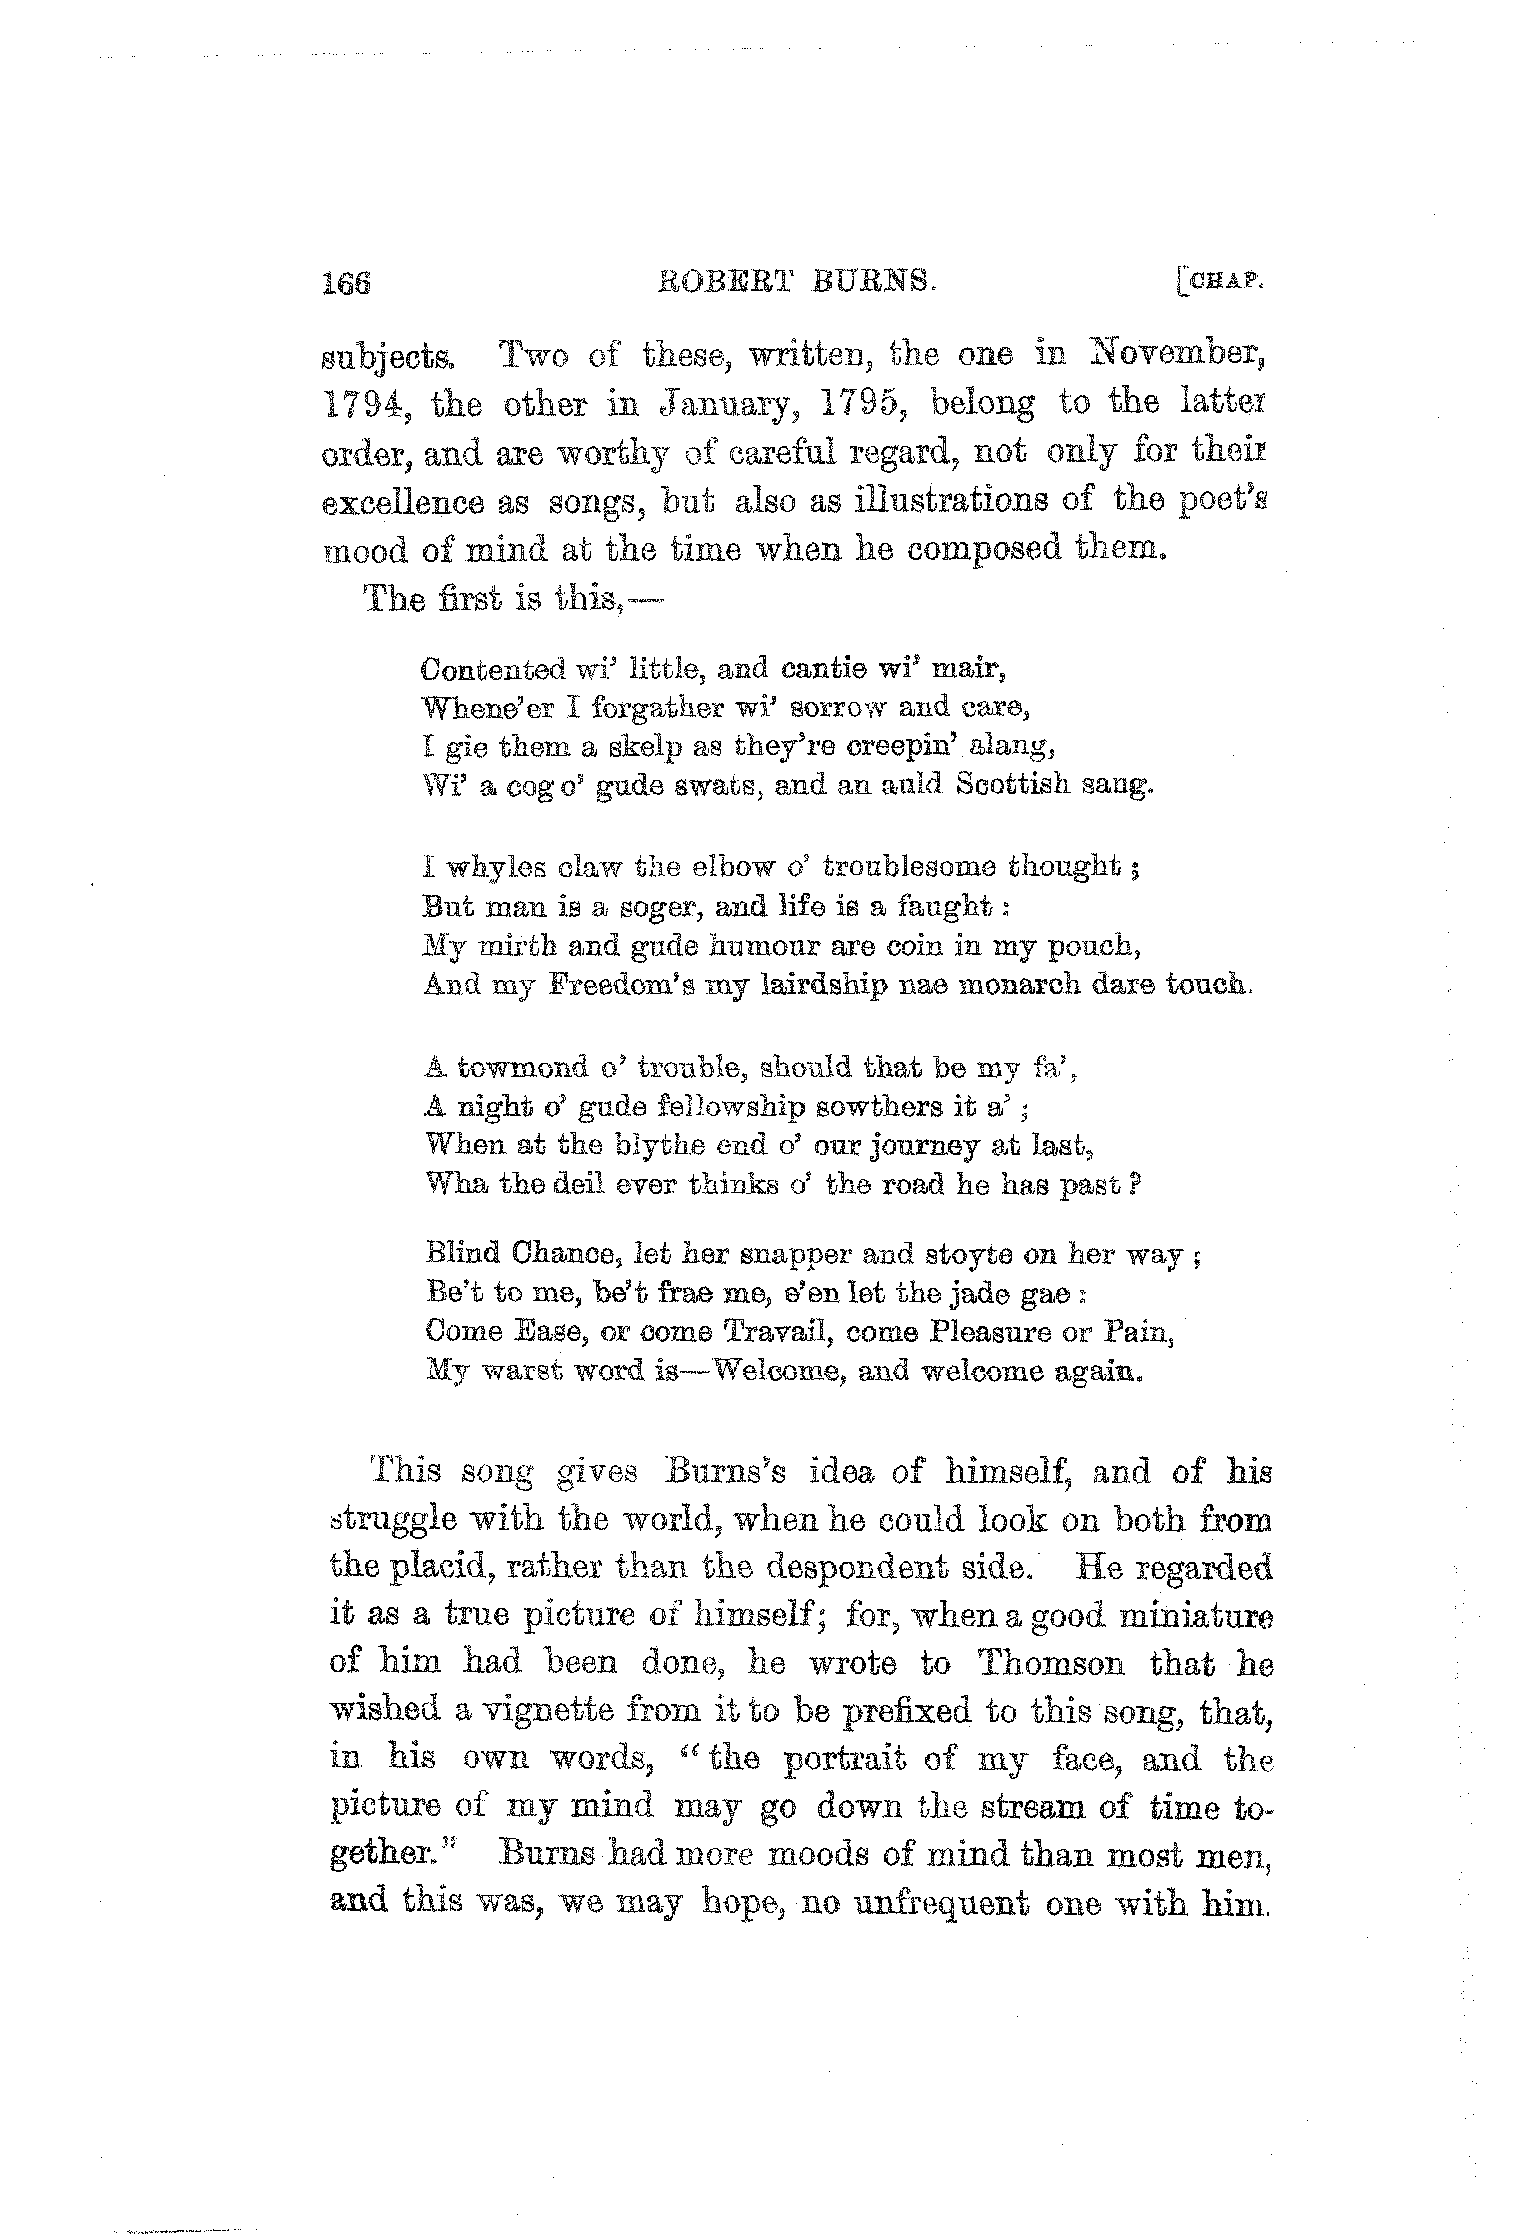 166 ROBERT BURNS. [CHAP.
subjects. Two of these, written, the one in November,
1794, the other in January, 1795, belong to the latter
order, and are worthy of careful regard, not only for their
excellence as songs, but also as illustrations of the poet's
mood of mind at the time when he composed them.
The first is this,—
Contented wi' little, and cantie wi' mair,
Whene'er I forgather wi' sorrow and care,
I gie them a skelp as they're creepin' alang,
Wi' a cog o' gude swats, and an auld Scottish sang.
I whyles claw the elbow o' troublesome thought;
But man is a soger, and life is a faught:
My mirth and gude humour are coin in my pouch,
And my Freedom's my lairdship nae monarch dare touch.
A towmond o' trouble, should that be my fa',
A night o' gude fellowship sowthers it a';
When at the blythe end o' our journey at last,
Wha the deil ever thinks o' the road he has past?
Blind Chance, let her snapper and stoyte on her way;
Be't to me, be't frae me, e'en let the jade gae:
Come Ease, or come Travail, come Pleasure or Pain,
My warst word is—Welcome, and welcome again.
This song gives Burns's idea of himself, and of his
struggle with the world, when he could look on both from
the placid, rather than the despondent side. He regarded
it as a true picture of himself; for, when a good miniature
of him had been done, he wrote to Thomson that he
wished a vignette from it to be prefixed to this song, that,
in his own words, "the portrait of my face, and the
picture of my mind may go down the stream of time to-
gether." Burns had more moods of mind than most men,
and this was, we may hope, no unfrequent one with him.